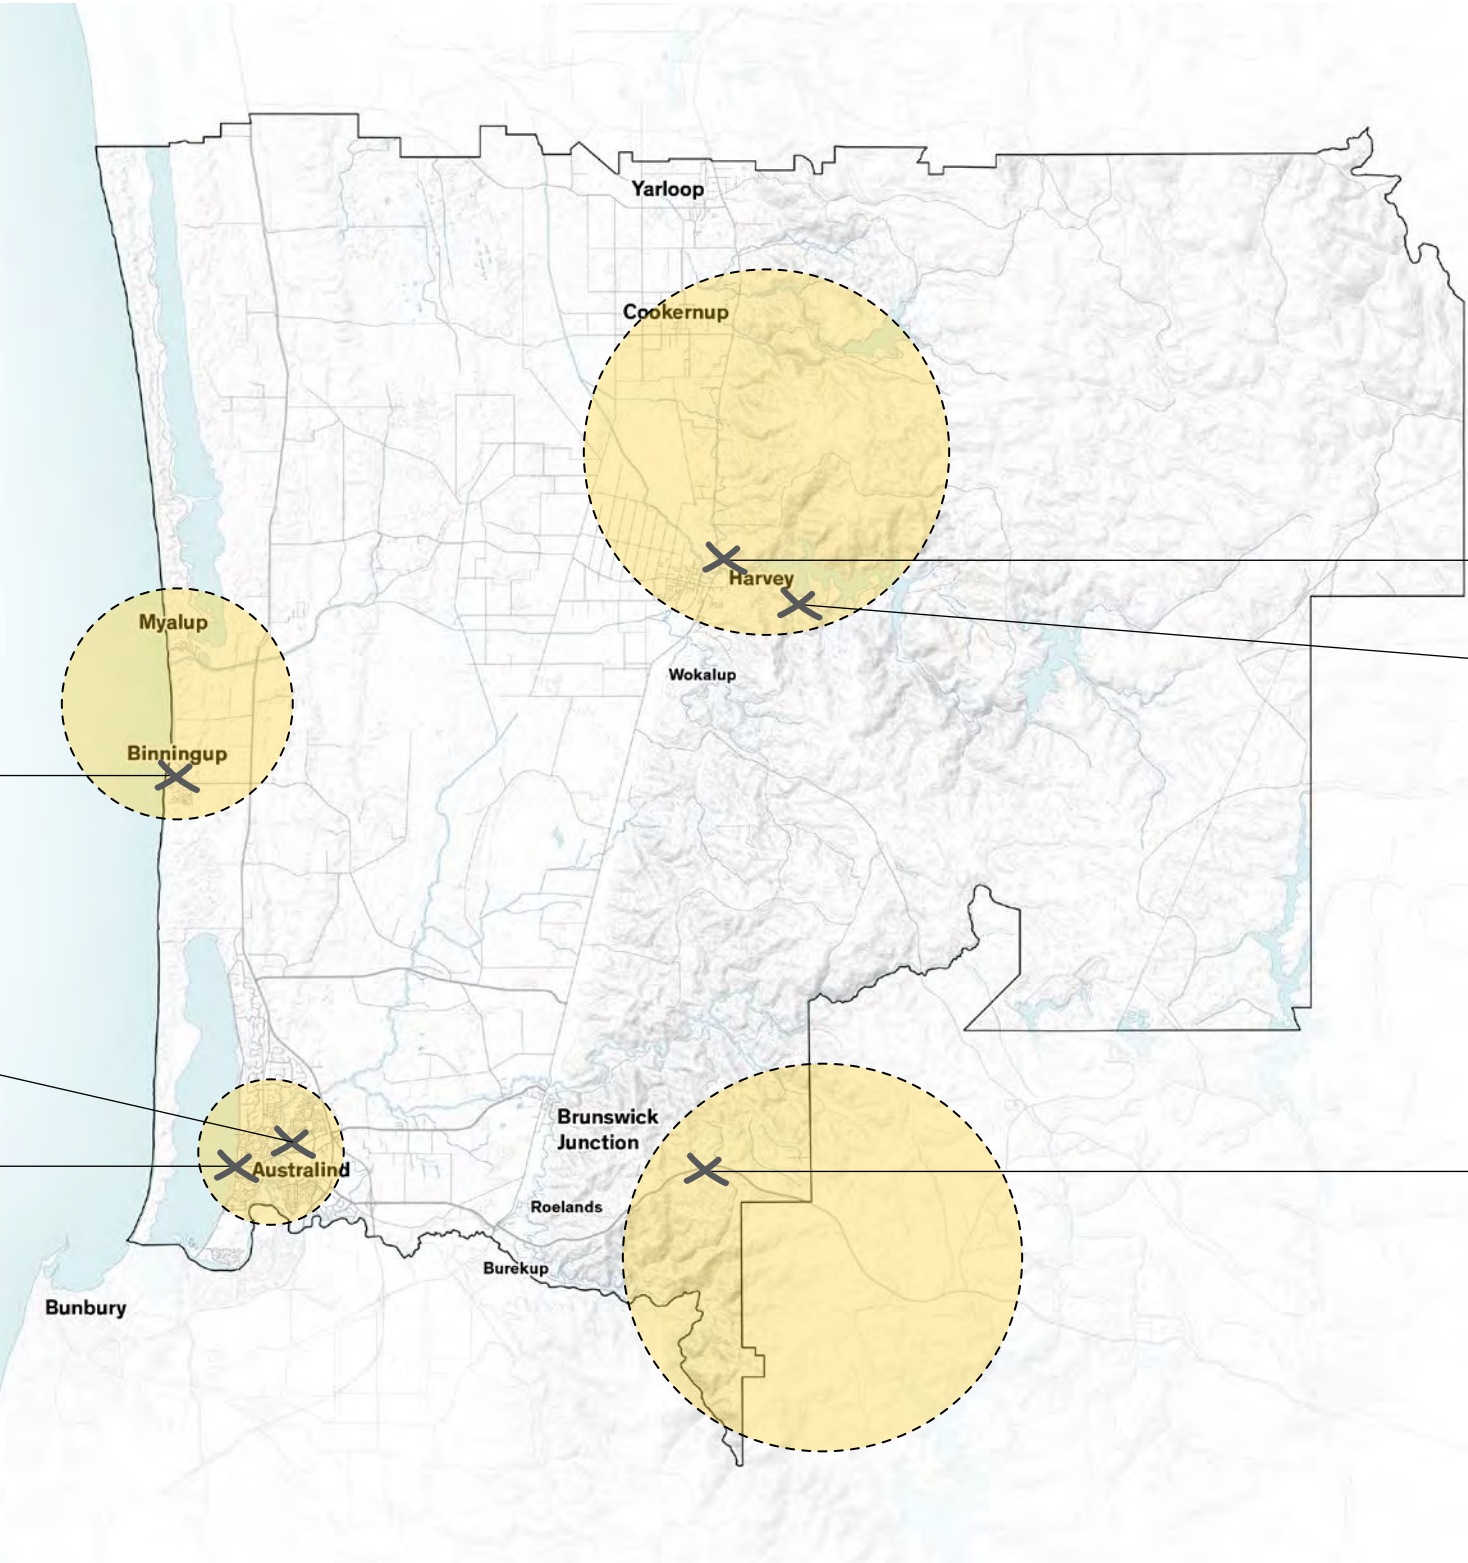 Yarloop
Cookernup
Harvey
Myalup
Wokalup
Binningup
Brunswick
Junction
Australind
Roelands
Burekup
Bunbury